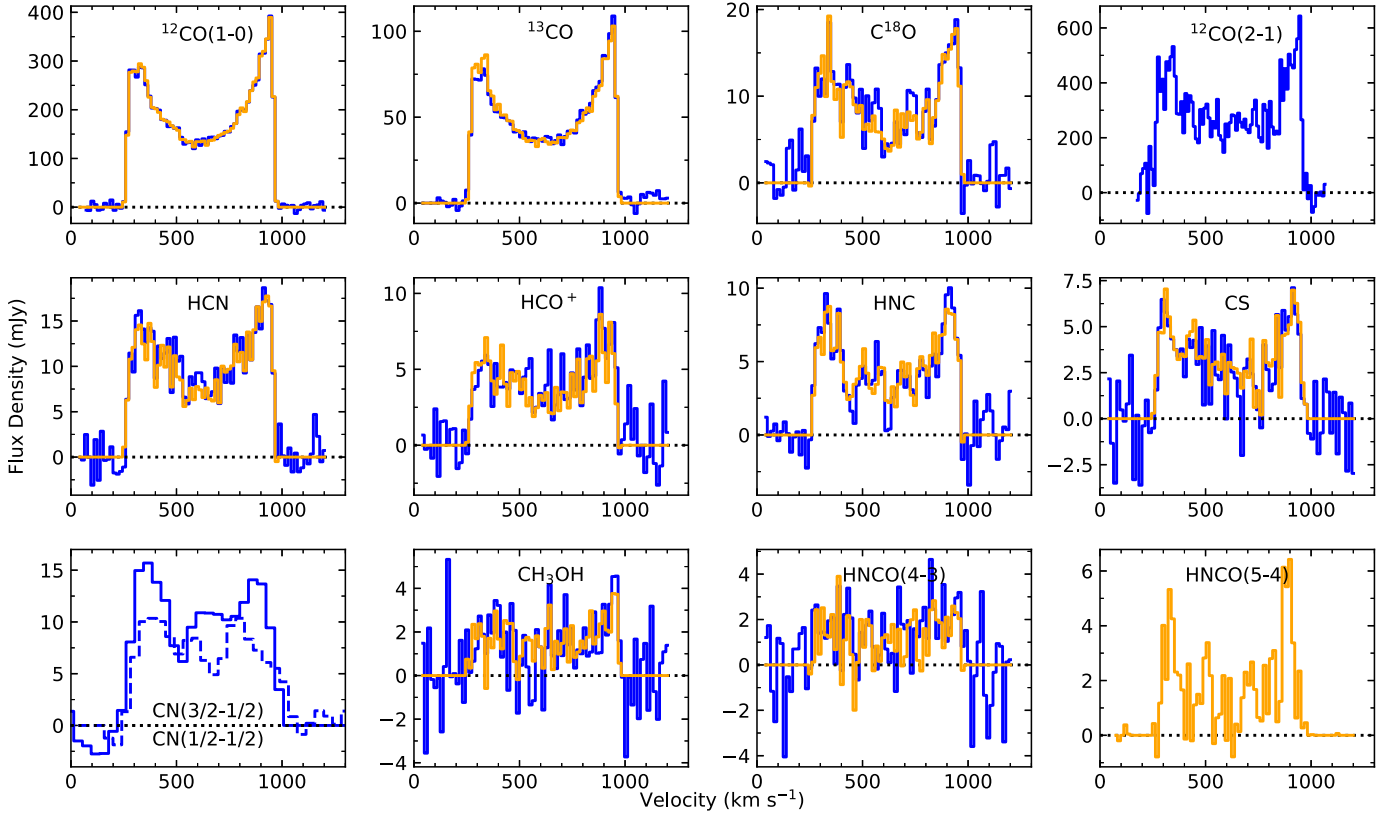 ¹²CO(1-0)
¹³CO
C¹⁸O
¹²CO(2-1)
400
300
200
100
0
100
50
0
20
10
0
600
400
200
0
0 500 1000
0 500 1000
0 500 1000
0 500 1000
HCN
HCO⁺
HNC
CS
15
10
5
0
10
5
0
10
5
0
7.5
5.0
2.5
0.0
−2.5
0 500 1000
0 500 1000
0 500 1000
0 500 1000
Flux Density (mJy)
CN(3/2-1/2)
CN(1/2-1/2)
CH₃OH
HNCO(4-3)
HNCO(5-4)
15
10
5
0
4
2
0
−2
−4
4
2
0
−2
−4
6
4
2
0
0 500 1000
0 500 1000
0 500 1000
0 500 1000
Velocity (km s⁻¹)